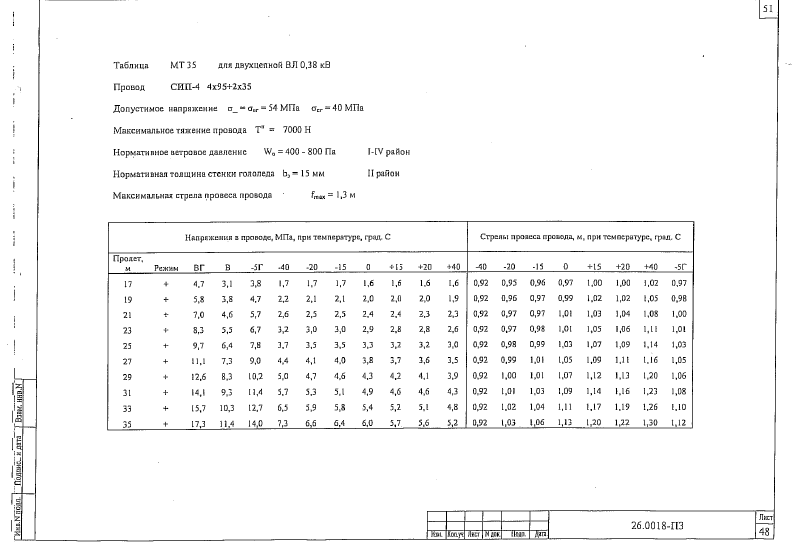 51
Таблица МТ 35 для двухцепной ВЛ 0,38 кВ
Провод СИП-4 4х95+2х35
Допустимое напряжение σ_ = σсг = 54 МПа σсг = 40 МПа
Максимальное тяжение провода Tн = 7000 Н
Нормативное ветровое давление W₀ = 400 - 800 Па I-IV район
Нормативная толщина стенки гололеда bэ = 15 мм II район
Максимальная стрела провеса провода fmax = 1,3 м
Напряжения в проводе, МПа, при температуре, град. С Стрелы провеса провода, м, при температуре, град. С
Пролет, м Режим ВГ В -5Г -40 -20 -15 0 +15 +20 +40 -40 -20 -15 0 +15 +20 +40 -5Г
17 + 4,7 3,1 3,8 1,7 1,7 1,7 1,6 1,6 1,6 1,6 0,92 0,95 0,96 0,97 1,00 1,00 1,02 0,97
19 + 5,8 3,8 4,7 2,2 2,1 2,1 2,0 2,0 2,0 1,9 0,92 0,96 0,97 0,99 1,02 1,02 1,05 0,98
21 + 7,0 4,6 5,7 2,6 2,5 2,5 2,4 2,4 2,3 2,3 0,92 0,97 0,97 1,01 1,03 1,04 1,08 1,00
23 + 8,3 5,5 6,7 3,2 3,0 3,0 2,9 2,8 2,8 2,6 0,92 0,97 0,98 1,01 1,05 1,06 1,11 1,01
25 + 9,7 6,4 7,8 3,7 3,5 3,5 3,3 3,2 3,2 3,0 0,92 0,98 0,99 1,03 1,07 1,09 1,14 1,03
27 + 11,1 7,3 9,0 4,4 4,1 4,0 3,8 3,7 3,6 3,5 0,92 0,99 1,01 1,05 1,09 1,11 1,16 1,05
29 + 12,6 8,3 10,2 5,0 4,7 4,6 4,3 4,2 4,1 3,9 0,92 1,00 1,01 1,07 1,12 1,13 1,20 1,06
31 + 14,1 9,3 11,4 5,7 5,3 5,1 4,9 4,6 4,6 4,3 0,92 1,01 1,03 1,09 1,14 1,16 1,23 1,08
33 + 15,7 10,3 12,7 6,5 5,9 5,8 5,4 5,2 5,1 4,8 0,92 1,02 1,04 1,11 1,17 1,19 1,26 1,10
35 + 17,3 11,4 14,0 7,3 6,6 6,4 6,0 5,7 5,6 5,2 0,92 1,03 1,06 1,13 1,20 1,22 1,30 1,12
Взам. инв.N
Подпис. и дата
Инв.N подл.
Изм. Кол.уч Лист N док. Подп. Дата
26.0018-ПЗ
Лист
48